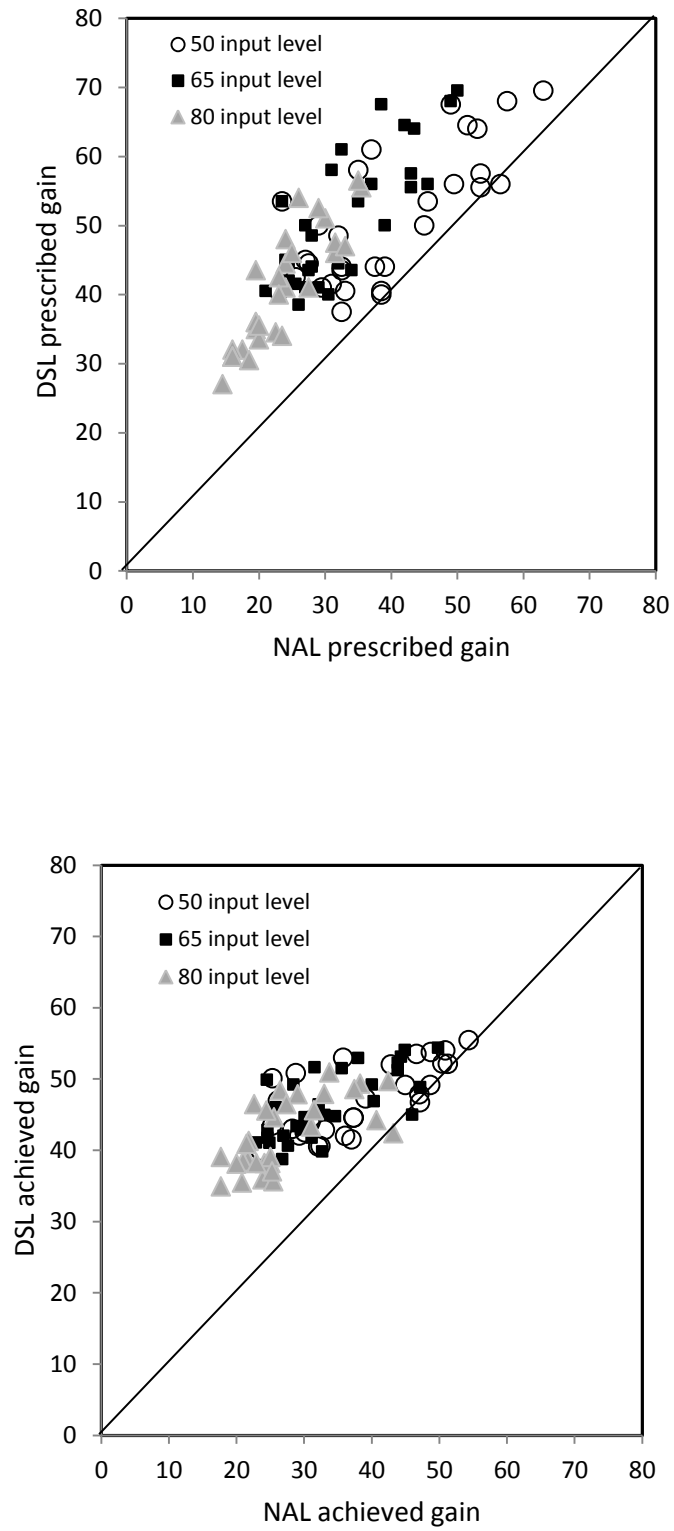 80
70
60
50
40
30
20
10
0
DSL prescribed gain
50 input level
65 input level
80 input level
0 10 20 30 40 50 60 70 80
NAL prescribed gain
80
70
60
50
40
30
20
10
0
DSL achieved gain
50 input level
65 input level
80 input level
0 10 20 30 40 50 60 70 80
NAL achieved gain